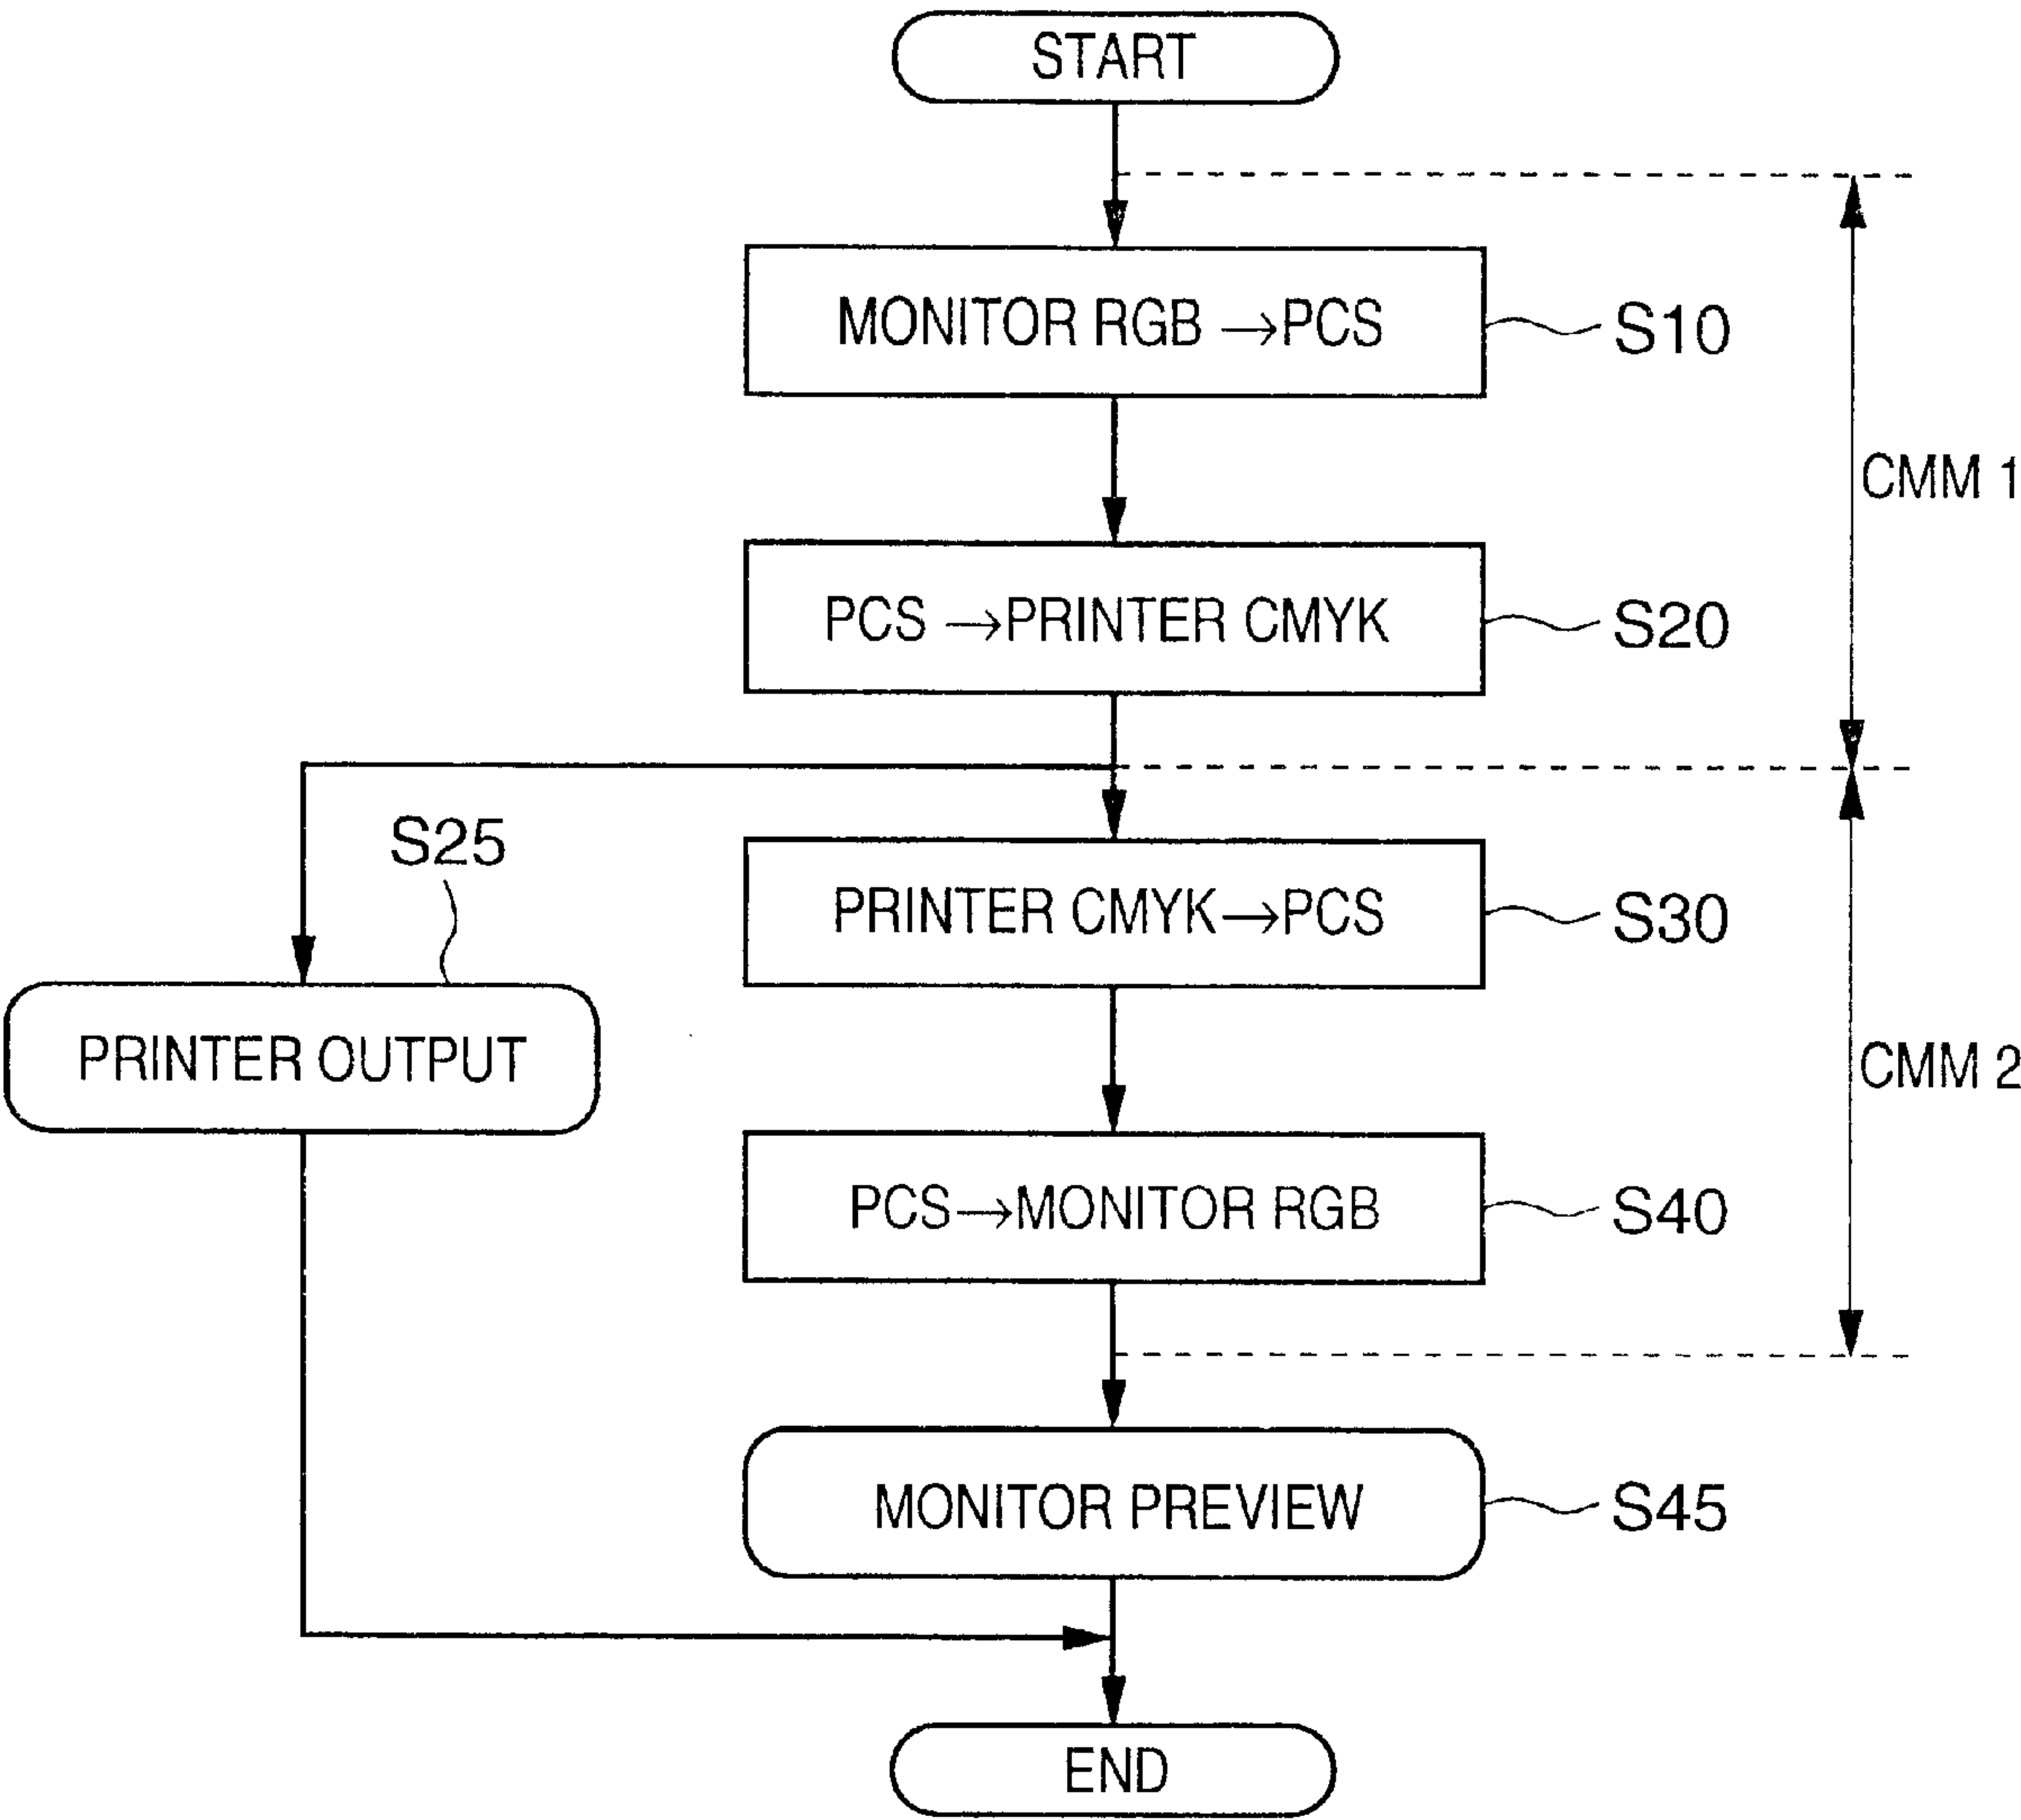 START
MONITOR RGB →PCS
S10
CMM 1
PCS →PRINTER CMYK
S20
S25
PRINTER CMYK→PCS
S30
PRINTER OUTPUT
CMM 2
PCS→MONITOR RGB
S40
MONITOR PREVIEW
S45
END